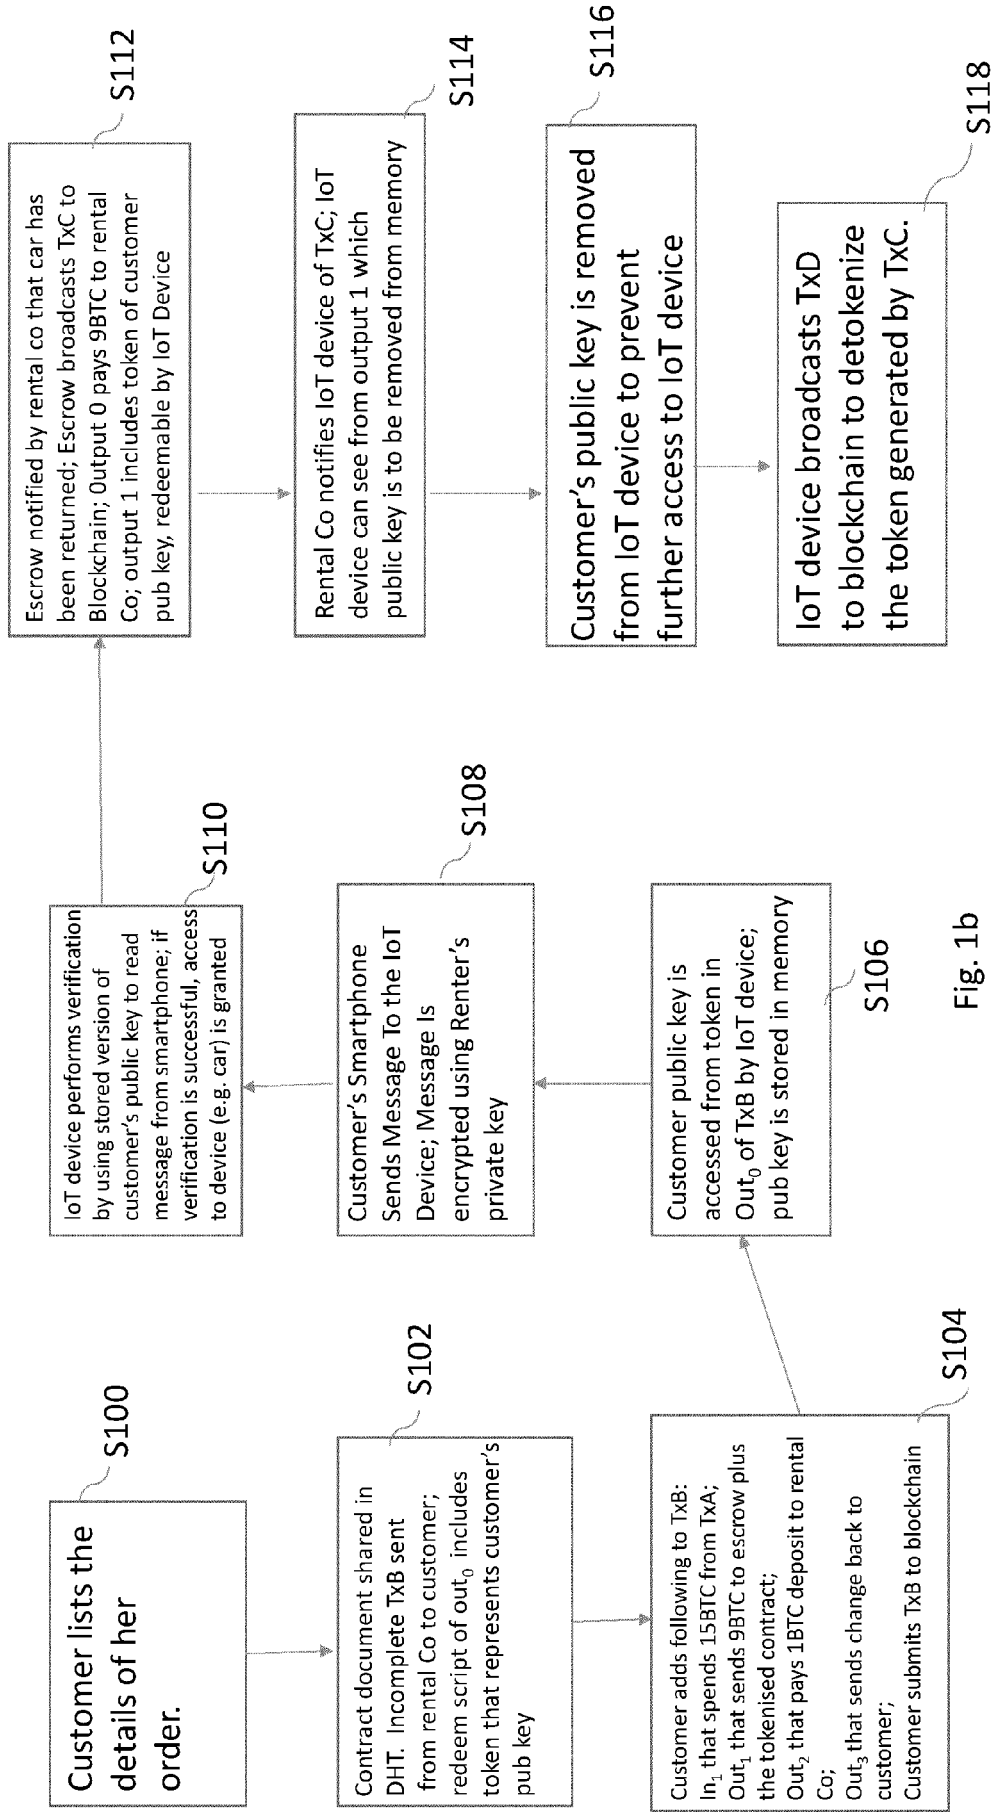 Customer lists the
details of her
order.
S100
Contract document shared in
DHT. Incomplete TxB sent
from rental Co to customer;
redeem script of out0 includes
token that represents customer's
pub key
S102
Customer adds following to TxB:
In1 that spends 15BTC from TxA;
Out1 that sends 9BTC to escrow plus
the tokenised contract;
Out2 that pays 1BTC deposit to rental
Co;
Out3 that sends change back to
customer;
Customer submits TxB to blockchain
S104
Customer public key is
accessed from token in
Out0 of TxB by IoT device;
pub key is stored in memory
S106
Customer's Smartphone
Sends Message To the IoT
Device; Message Is
encrypted using Renter's
private key
S108
IoT device performs verification
by using stored version of
customer's public key to read
message from smartphone; if
verification is successful, access
to device (e.g. car) is granted
S110
Escrow notified by rental co that car has
been returned; Escrow broadcasts TxC to
Blockchain; Output 0 pays 9BTC to rental
Co; output 1 includes token of customer
pub key, redeemable by IoT Device
S112
Rental Co notifies IoT device of TxC; IoT
device can see from output 1 which
public key is to be removed from memory
S114
Customer's public key is removed
from IoT device to prevent
further access to IoT device
S116
IoT device broadcasts TxD
to blockchain to detokenize
the token generated by TxC.
S118
Fig. 1b